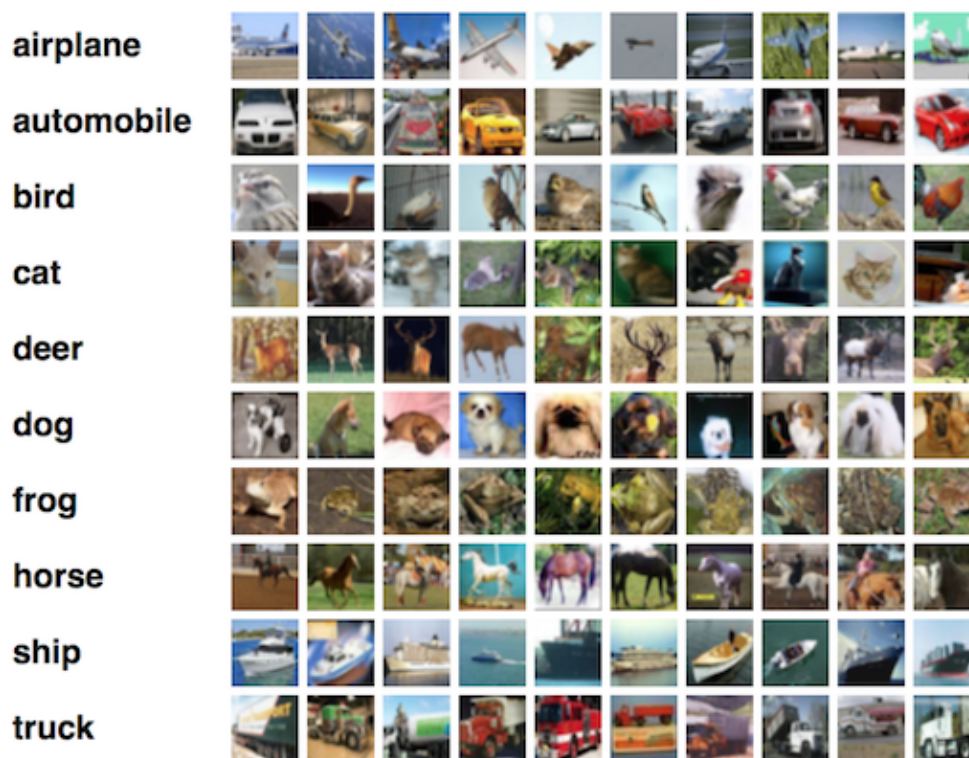 airplane
automobile
bird
cat
deer
dog
frog
horse
ship
truck